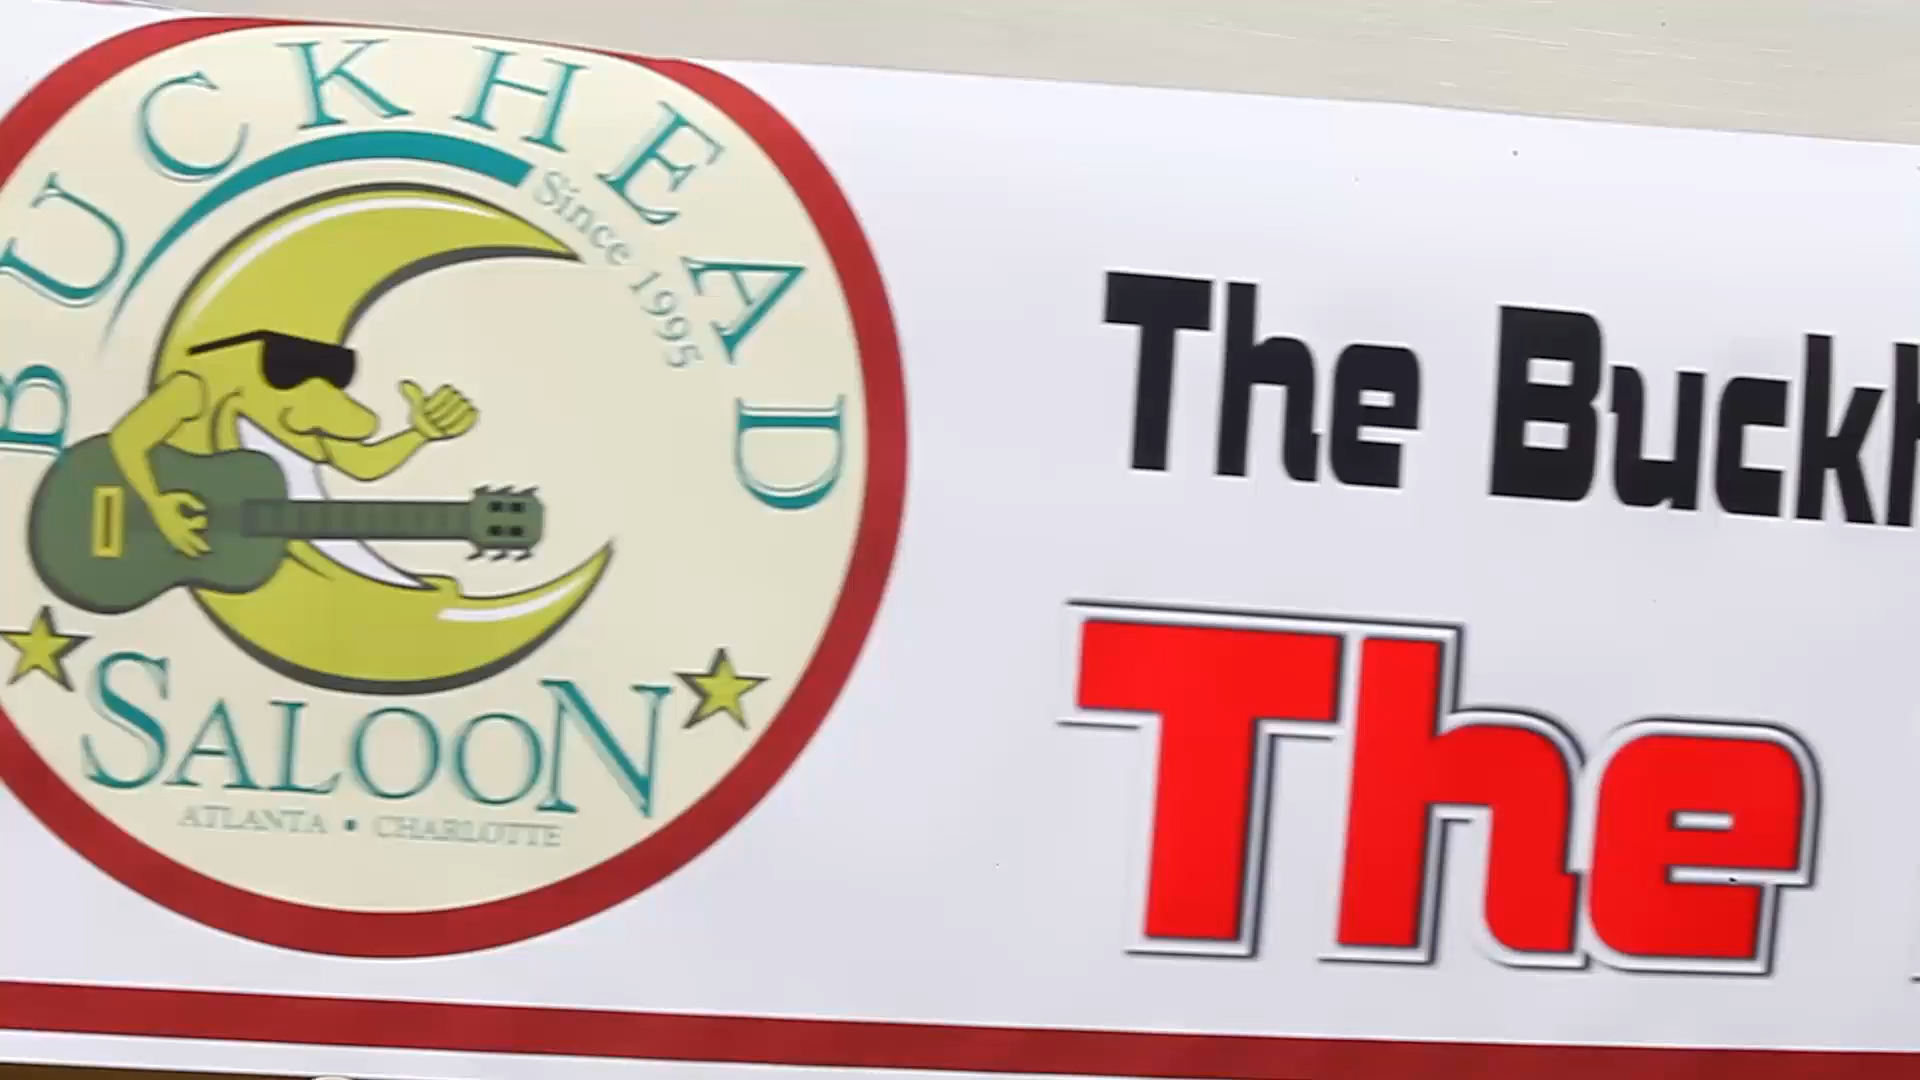 BUCKHEAD
Since 1995
SALOON
ATLANTA • CHARLOTTE
The Buckh
The